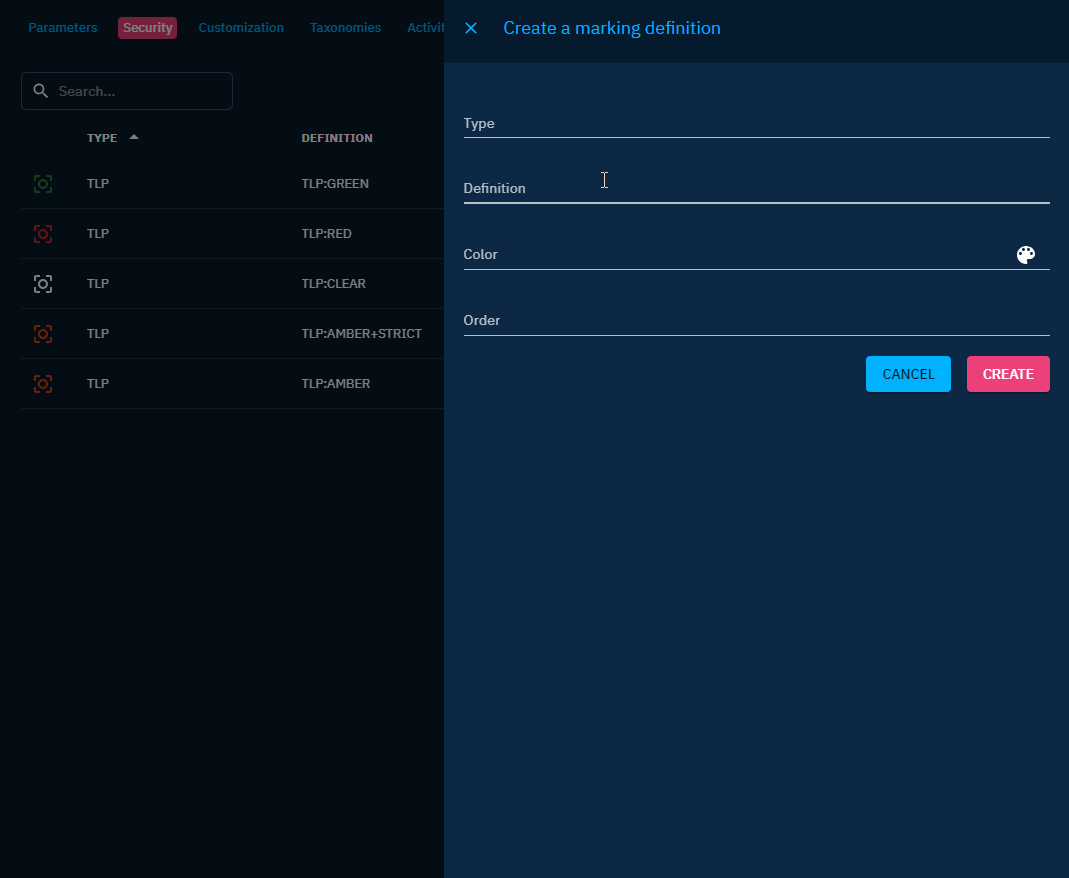 Parameters Security Customization Taxonomies
Search...
TYPE DEFINITION
TLP TLP:GREEN
TLP TLP:RED
TLP TLP:CLEAR
TLP TLP:AMBER+STRICT
TLP TLP:AMBER
Create a marking definition
Type
Definition
Color
Order
CANCEL CREATE